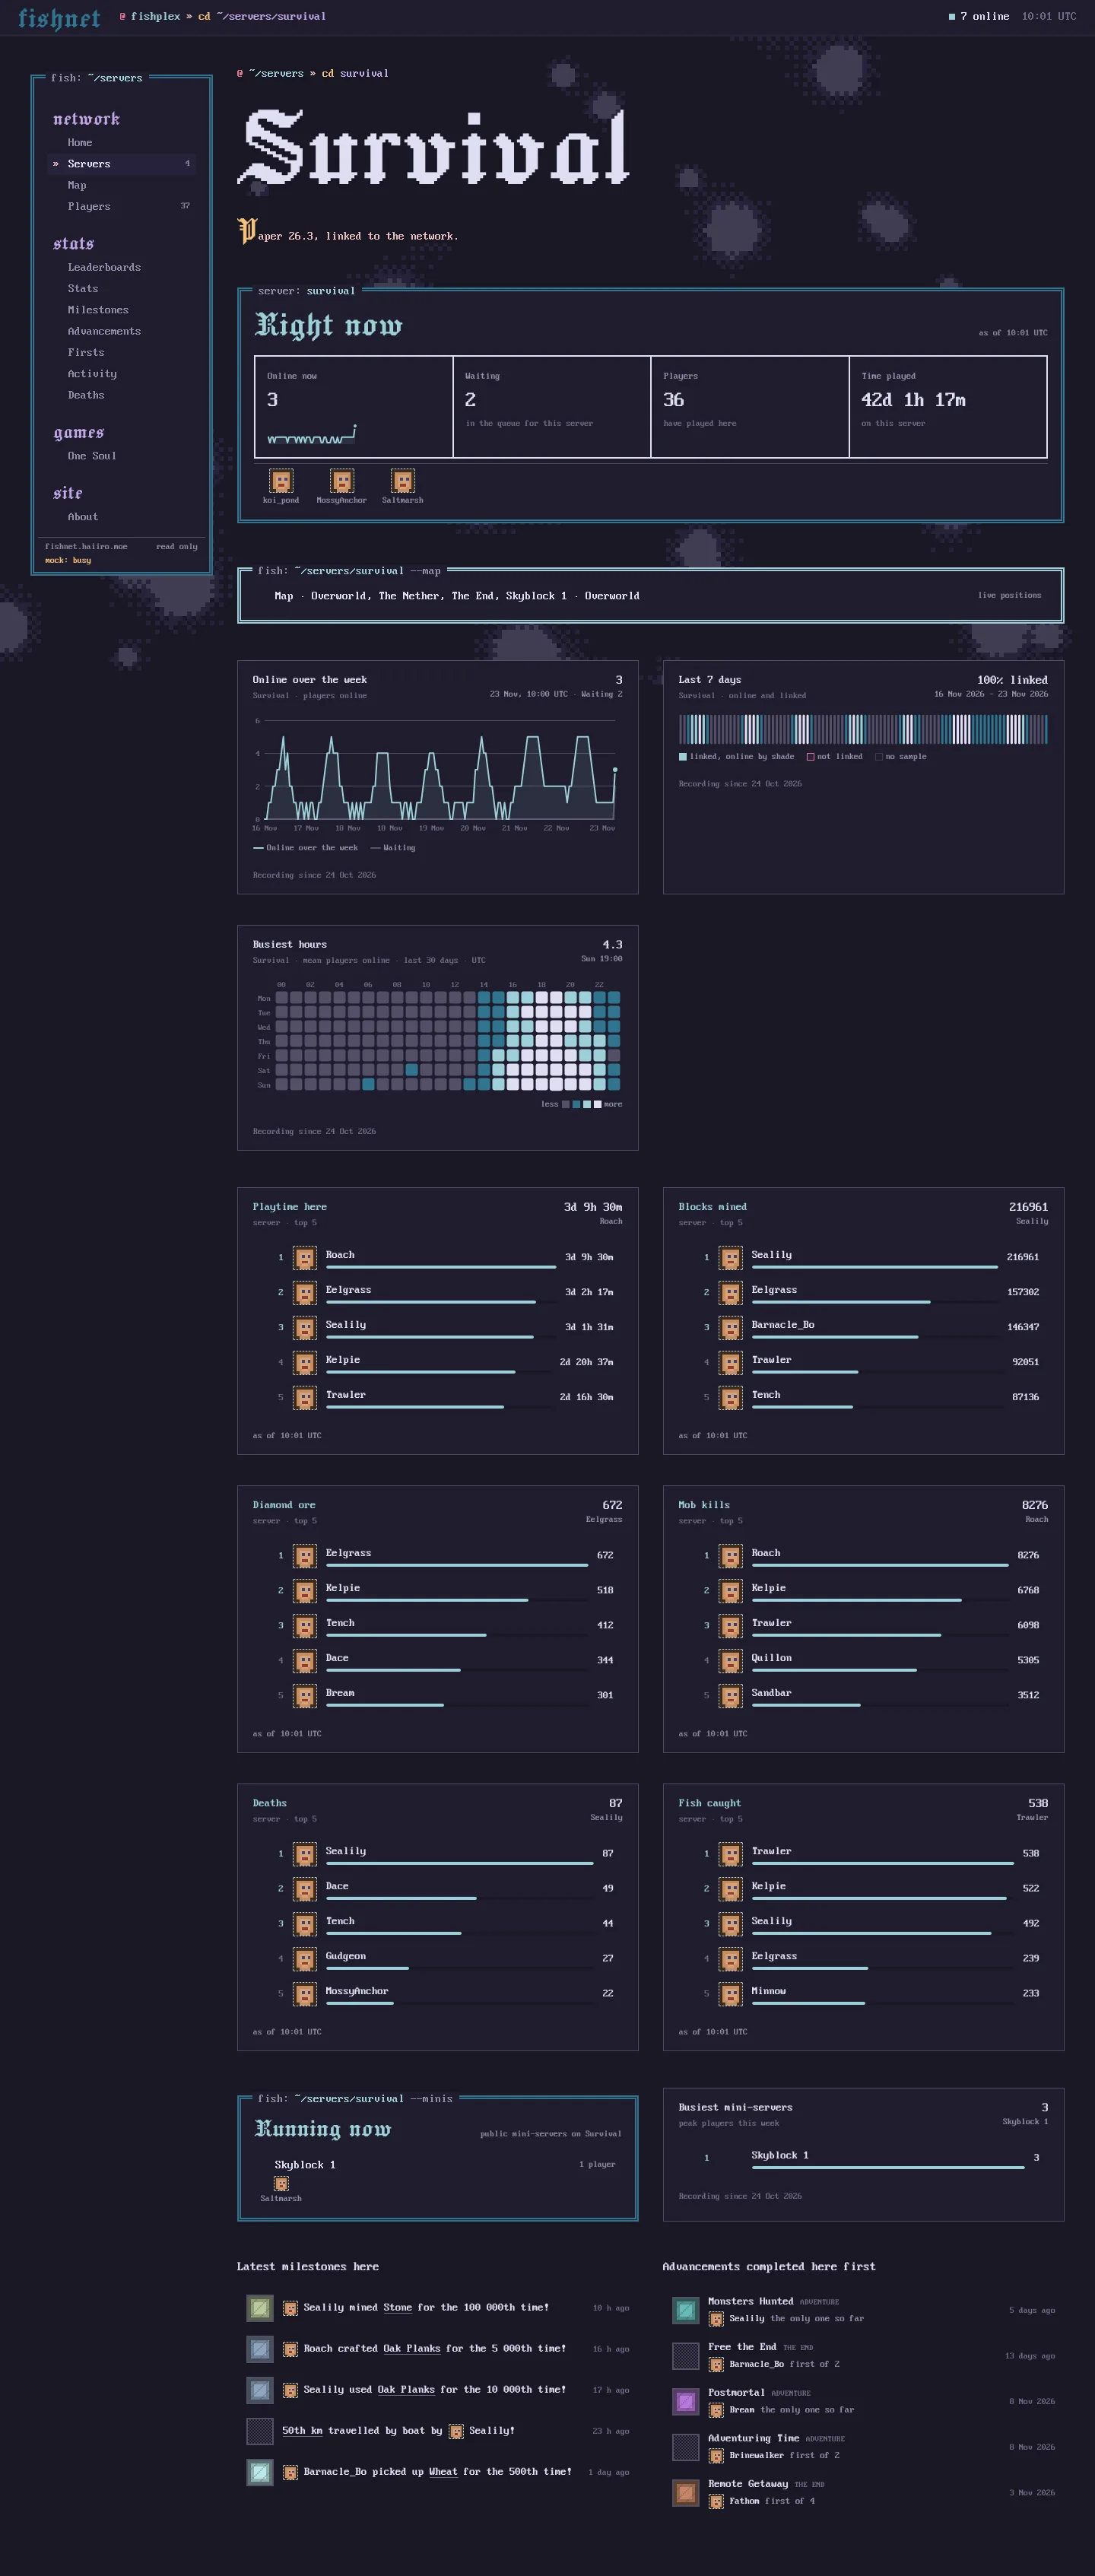 fishnet @ fishplex » cd ~/servers/survival
7 online 10:01 UTC
fish: ~/servers
network
Home
» Servers 4
Map
Players 37
stats
Leaderboards
Stats
Milestones
Advancements
Firsts
Activity
Deaths
games
One Soul
site
About
fishnet.haiiro.moe read only
mock: busy
@ ~/servers » cd survival
Survival
Paper 26.3, linked to the network.
server: survival
Right now
as of 10:01 UTC
Online now
3
Waiting
2
in the queue for this server
Players
36
have played here
Time played
42d 1h 17m
on this server
koi_pond MossyAnchor Saltmarsh
fish: ~/servers/survival --map
Map · Overworld, The Nether, The End, Skyblock 1 · Overworld
live positions
Online over the week 3
Survival · players online 23 Nov, 10:00 UTC · Waiting 2
6
4
2
0
16 Nov 17 Nov 18 Nov 18 Nov 19 Nov 20 Nov 21 Nov 22 Nov 23 Nov
Online over the week Waiting
Recording since 24 Oct 2026
Last 7 days 100% linked
Survival · online and linked 16 Nov 2026 – 23 Nov 2026
linked, online by shade not linked no sample
Recording since 24 Oct 2026
Busiest hours 4.3
Survival · mean players online · last 30 days · UTC Sun 19:00
00 02 04 06 08 10 12 14 16 18 20 22
Mon
Tue
Wed
Thu
Fri
Sat
Sun
less more
Recording since 24 Oct 2026
Playtime here 3d 9h 30m
server · top 5 Roach
1 Roach 3d 9h 30m
2 Eelgrass 3d 2h 17m
3 Sealily 3d 1h 31m
4 Kelpie 2d 20h 37m
5 Trawler 2d 16h 30m
as of 10:01 UTC
Blocks mined 216961
server · top 5 Sealily
1 Sealily 216961
2 Eelgrass 157302
3 Barnacle_Bo 146347
4 Trawler 92051
5 Tench 87136
as of 10:01 UTC
Diamond ore 672
server · top 5 Eelgrass
1 Eelgrass 672
2 Kelpie 518
3 Tench 412
4 Dace 344
5 Bream 301
as of 10:01 UTC
Mob kills 8276
server · top 5 Roach
1 Roach 8276
2 Kelpie 6768
3 Trawler 6098
4 Quillon 5305
5 Sandbar 3512
as of 10:01 UTC
Deaths 87
server · top 5 Sealily
1 Sealily 87
2 Dace 49
3 Tench 44
4 Gudgeon 27
5 MossyAnchor 22
as of 10:01 UTC
Fish caught 538
server · top 5 Trawler
1 Trawler 538
2 Kelpie 522
3 Sealily 492
4 Eelgrass 239
5 Minnow 233
as of 10:01 UTC
fish: ~/servers/survival --minis
Running now
public mini-servers on Survival
Skyblock 1 1 player
Saltmarsh
Busiest mini-servers 3
peak players this week Skyblock 1
1 Skyblock 1 3
Recording since 24 Oct 2026
Latest milestones here
Sealily mined Stone for the 100 000th time! 10 h ago
Roach crafted Oak Planks for the 5 000th time! 16 h ago
Sealily used Oak Planks for the 10 000th time! 17 h ago
50th km travelled by boat by Sealily! 23 h ago
Barnacle_Bo picked up Wheat for the 500th time! 1 day ago
Advancements completed here first
Monsters Hunted ADVENTURE
Sealily the only one so far 5 days ago
Free the End THE END
Barnacle_Bo first of 2 13 days ago
Postmortal ADVENTURE
Bream the only one so far 8 Nov 2026
Adventuring Time ADVENTURE
Brinewalker first of 2 8 Nov 2026
Remote Getaway THE END
Fathom first of 4 3 Nov 2026